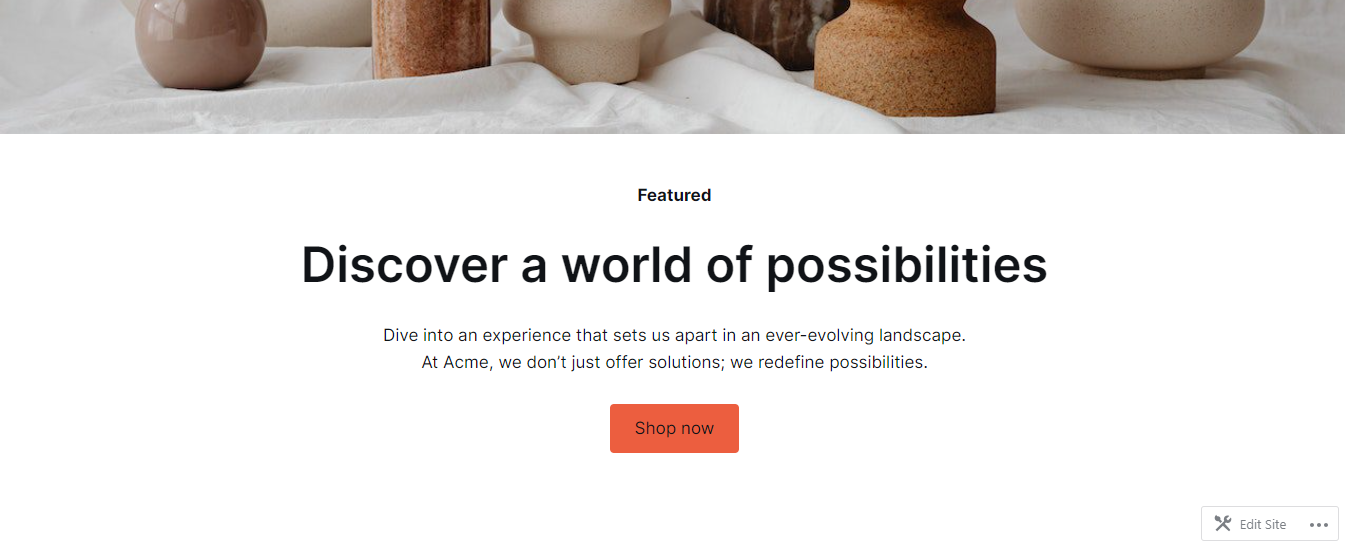 Featured
Discover a world of possibilities
Dive into an experience that sets us apart in an ever-evolving landscape.
At Acme, we don’t just offer solutions; we redefine possibilities.
Shop now
Edit Site